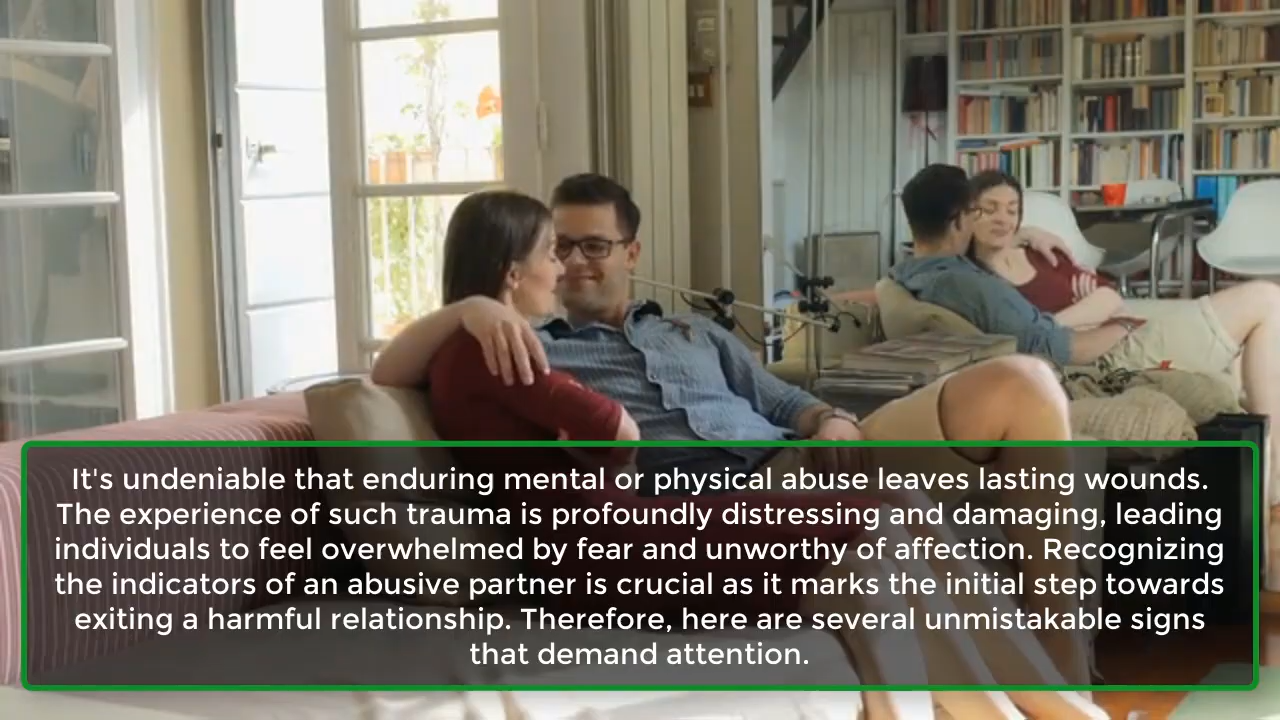 It's undeniable that enduring mental or physical abuse leaves lasting wounds.
The experience of such trauma is profoundly distressing and damaging, leading
individuals to feel overwhelmed by fear and unworthy of affection. Recognizing
the indicators of an abusive partner is crucial as it marks the initial step towards
exiting a harmful relationship. Therefore, here are several unmistakable signs
that demand attention.